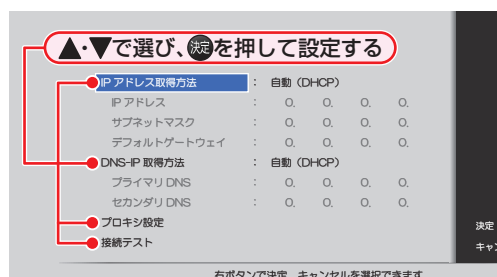 ▲・▼で選び、決定を押して設定する
IP アドレス取得方法 : 自動（DHCP）
IP アドレス : 0. 0. 0. 0.
サブネットマスク : 0. 0. 0. 0.
デフォルトゲートウェイ : 0. 0. 0. 0.
DNS-IP 取得方法 : 自動（DHCP）
プライマリ DNS : 0. 0. 0. 0.
セカンダリ DNS : 0. 0. 0. 0.
プロキシ設定
接続テスト
決定
キャン
右ボタンで決定、キャンセルを選択できます